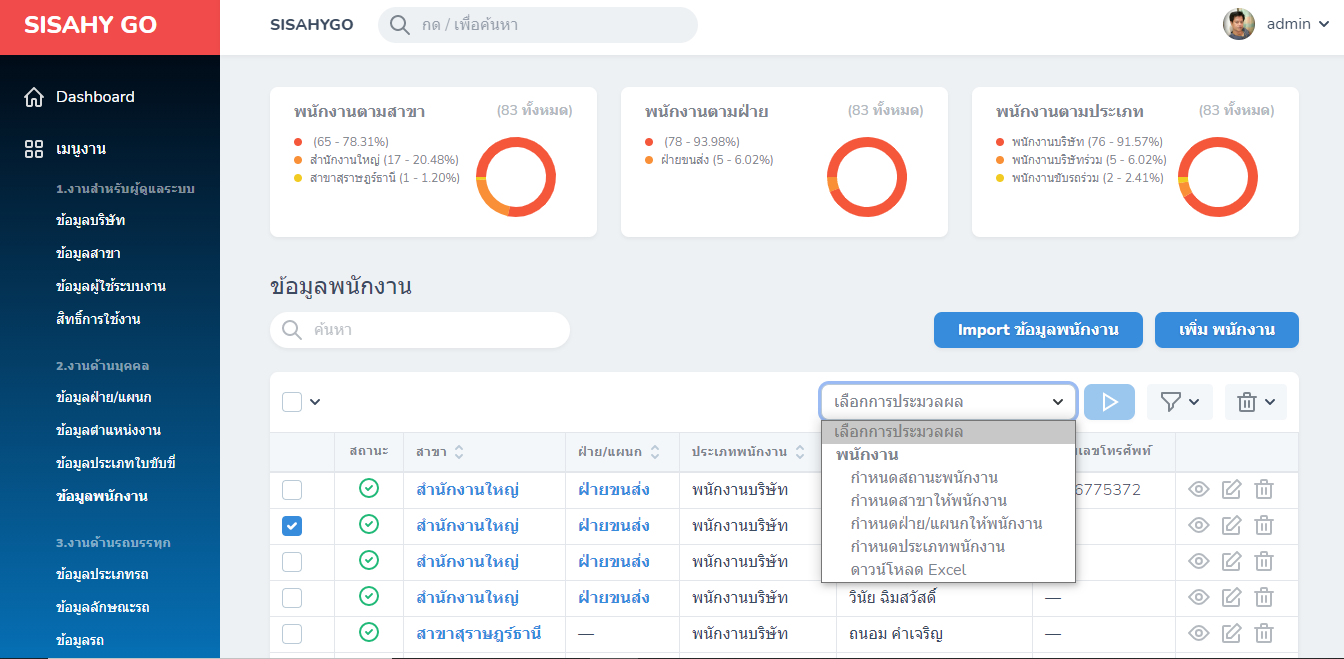 SISAHY GO
SISAHYGO
กด / เพื่อค้นหา
admin
Dashboard
เมนูงาน
1.งานสำหรับผู้ดูแลระบบ
ข้อมูลบริษัท
ข้อมูลสาขา
ข้อมูลผู้ใช้ระบบงาน
สิทธิ์การใช้งาน
2.งานด้านบุคคล
ข้อมูลฝ่าย/แผนก
ข้อมูลตำแหน่งงาน
ข้อมูลประเภทใบขับขี่
ข้อมูลพนักงาน
3.งานด้านรถบรรทุก
ข้อมูลประเภทรถ
ข้อมูลลักษณะรถ
ข้อมูลรถ
พนักงานตามสาขา (83 ทั้งหมด)
(65 - 78.31%)
สำนักงานใหญ่ (17 - 20.48%)
สาขาสุราษฎร์ธานี (1 - 1.20%)
พนักงานตามฝ่าย (83 ทั้งหมด)
(78 - 93.98%)
ฝ่ายขนส่ง (5 - 6.02%)
พนักงานตามประเภท (83 ทั้งหมด)
พนักงานบริษัท (76 - 91.57%)
พนักงานบริษัทร่วม (5 - 6.02%)
พนักงานขับรถร่วม (2 - 2.41%)
ข้อมูลพนักงาน
ค้นหา
Import ข้อมูลพนักงาน
เพิ่ม พนักงาน
เลือกการประมวลผล
เลือกการประมวลผล
พนักงาน
กำหนดสถานะพนักงาน
กำหนดสาขาให้พนักงาน
กำหนดฝ่าย/แผนกให้พนักงาน
กำหนดประเภทพนักงาน
ดาวน์โหลด Excel
สถานะ สาขา ฝ่าย/แผนก ประเภทพนักงาน เลขโทรศัพท์
สำนักงานใหญ่ ฝ่ายขนส่ง พนักงานบริษัท 6775372
สำนักงานใหญ่ ฝ่ายขนส่ง พนักงานบริษัท
สำนักงานใหญ่ ฝ่ายขนส่ง พนักงานบริษัท
สำนักงานใหญ่ ฝ่ายขนส่ง พนักงานบริษัท วินัย ฉิมสวัสดิ์ —
สาขาสุราษฎร์ธานี — พนักงานบริษัท ถนอม คำเจริญ —